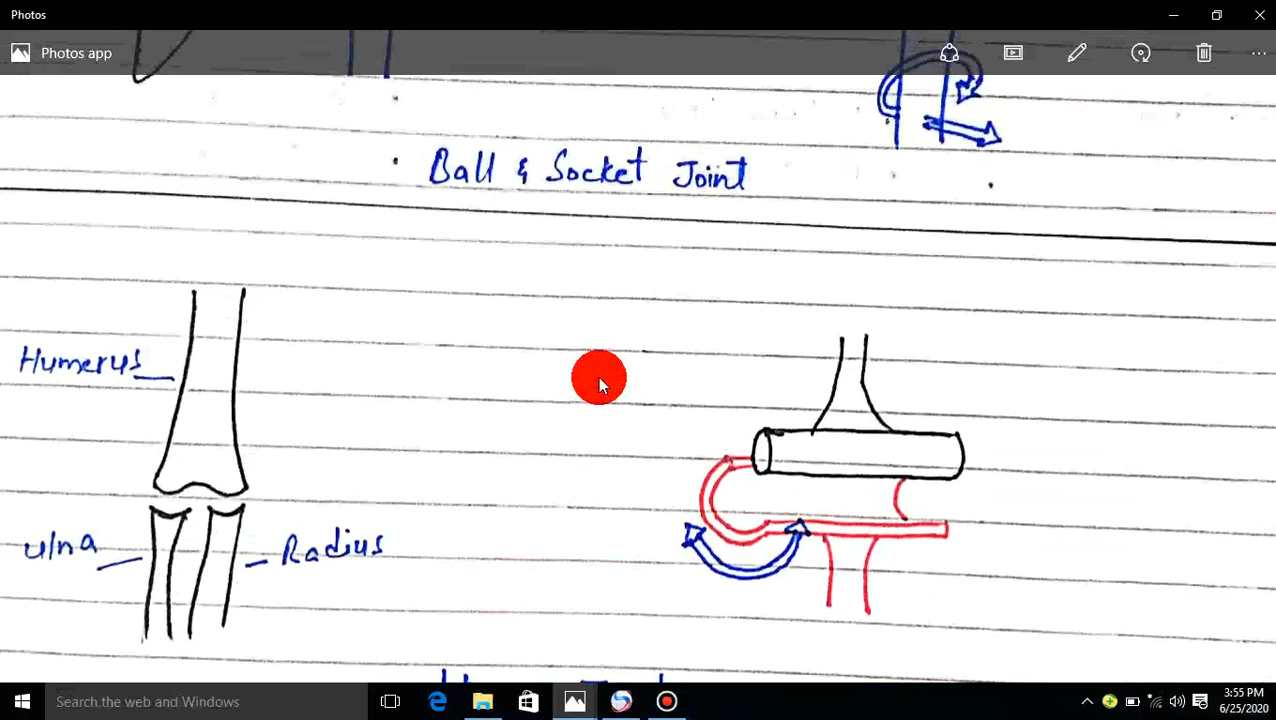 Photos
Photos app
Ball & Socket Joint
Humerus
Ulna
Radius
Search the web and Windows
3:55 PM
6/25/2020